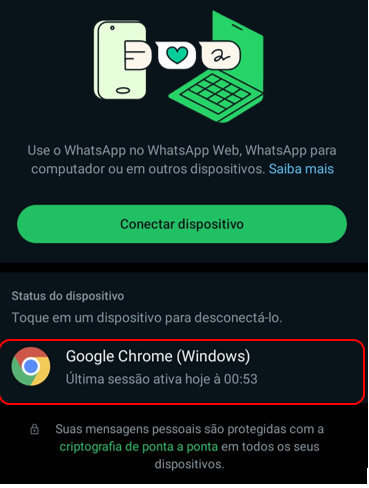 Use o WhatsApp no WhatsApp Web, WhatsApp para
computador ou em outros dispositivos. Saiba mais
Conectar dispositivo
Status do dispositivo
Toque em um dispositivo para desconectá-lo.
Google Chrome (Windows)
Última sessão ativa hoje à 00:53
Suas mensagens pessoais são protegidas com a
criptografia de ponta a ponta em todos os seus
dispositivos.